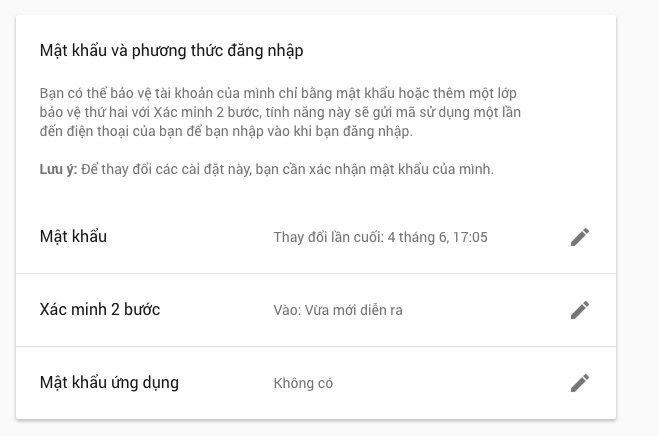 Mật khẩu và phương thức đăng nhập
Bạn có thể bảo vệ tài khoản của mình chỉ bằng mật khẩu hoặc thêm một lớp
bảo vệ thứ hai với Xác minh 2 bước, tính năng này sẽ gửi mã sử dụng một lần
đến điện thoại của bạn để bạn nhập vào khi bạn đăng nhập.
Lưu ý: Để thay đổi các cài đặt này, bạn cần xác nhận mật khẩu của mình.
Mật khẩu Thay đổi lần cuối: 4 tháng 6, 17:05
Xác minh 2 bước Vào: Vừa mới diễn ra
Mật khẩu ứng dụng Không có